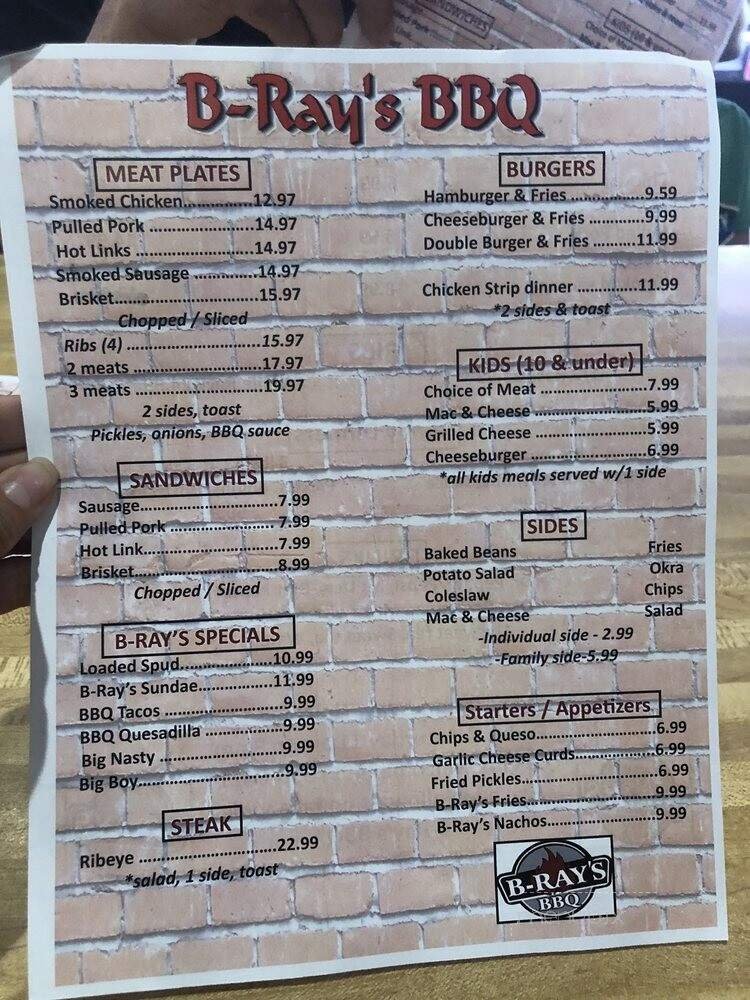 B-Ray's BBQ
MEAT PLATES
Smoked Chicken...............12.97
Pulled Pork .......................14.97
Hot Links ..........................14.97
Smoked Sausage ..............14.97
Brisket................................15.97
Chopped / Sliced
Ribs (4) ..............................15.97
2 meats .............................17.97
3 meats .............................19.97
2 sides, toast
Pickles, onions, BBQ sauce
SANDWICHES
Sausage..............................7.99
Pulled Pork ........................7.99
Hot Link.............................7.99
Brisket...............................8.99
Chopped / Sliced
B-RAY'S SPECIALS
Loaded Spud....................10.99
B-Ray's Sundae................11.99
BBQ Tacos .........................9.99
BBQ Quesadilla .................9.99
Big Nasty ...........................9.99
Big Boy................................9.99
STEAK
Ribeye ..............................22.99
*salad, 1 side, toast
BURGERS
Hamburger & Fries ................9.59
Cheeseburger & Fries ............9.99
Double Burger & Fries ..........11.99
Chicken Strip dinner .............11.99
*2 sides & toast
KIDS (10 & under)
Choice of Meat .......................7.99
Mac & Cheese ........................5.99
Grilled Cheese ........................5.99
Cheeseburger .........................6.99
*all kids meals served w/1 side
SIDES
Baked Beans Fries
Potato Salad Okra
Coleslaw Chips
Mac & Cheese Salad
-Individual side - 2.99
-Family side-5.99
Starters / Appetizers
Chips & Queso..........................6.99
Garlic Cheese Curds.................6.99
Fried Pickles.............................6.99
B-Ray's Fries............................9.99
B-Ray's Nachos.......................9.99
B-RAY'S
BBQ